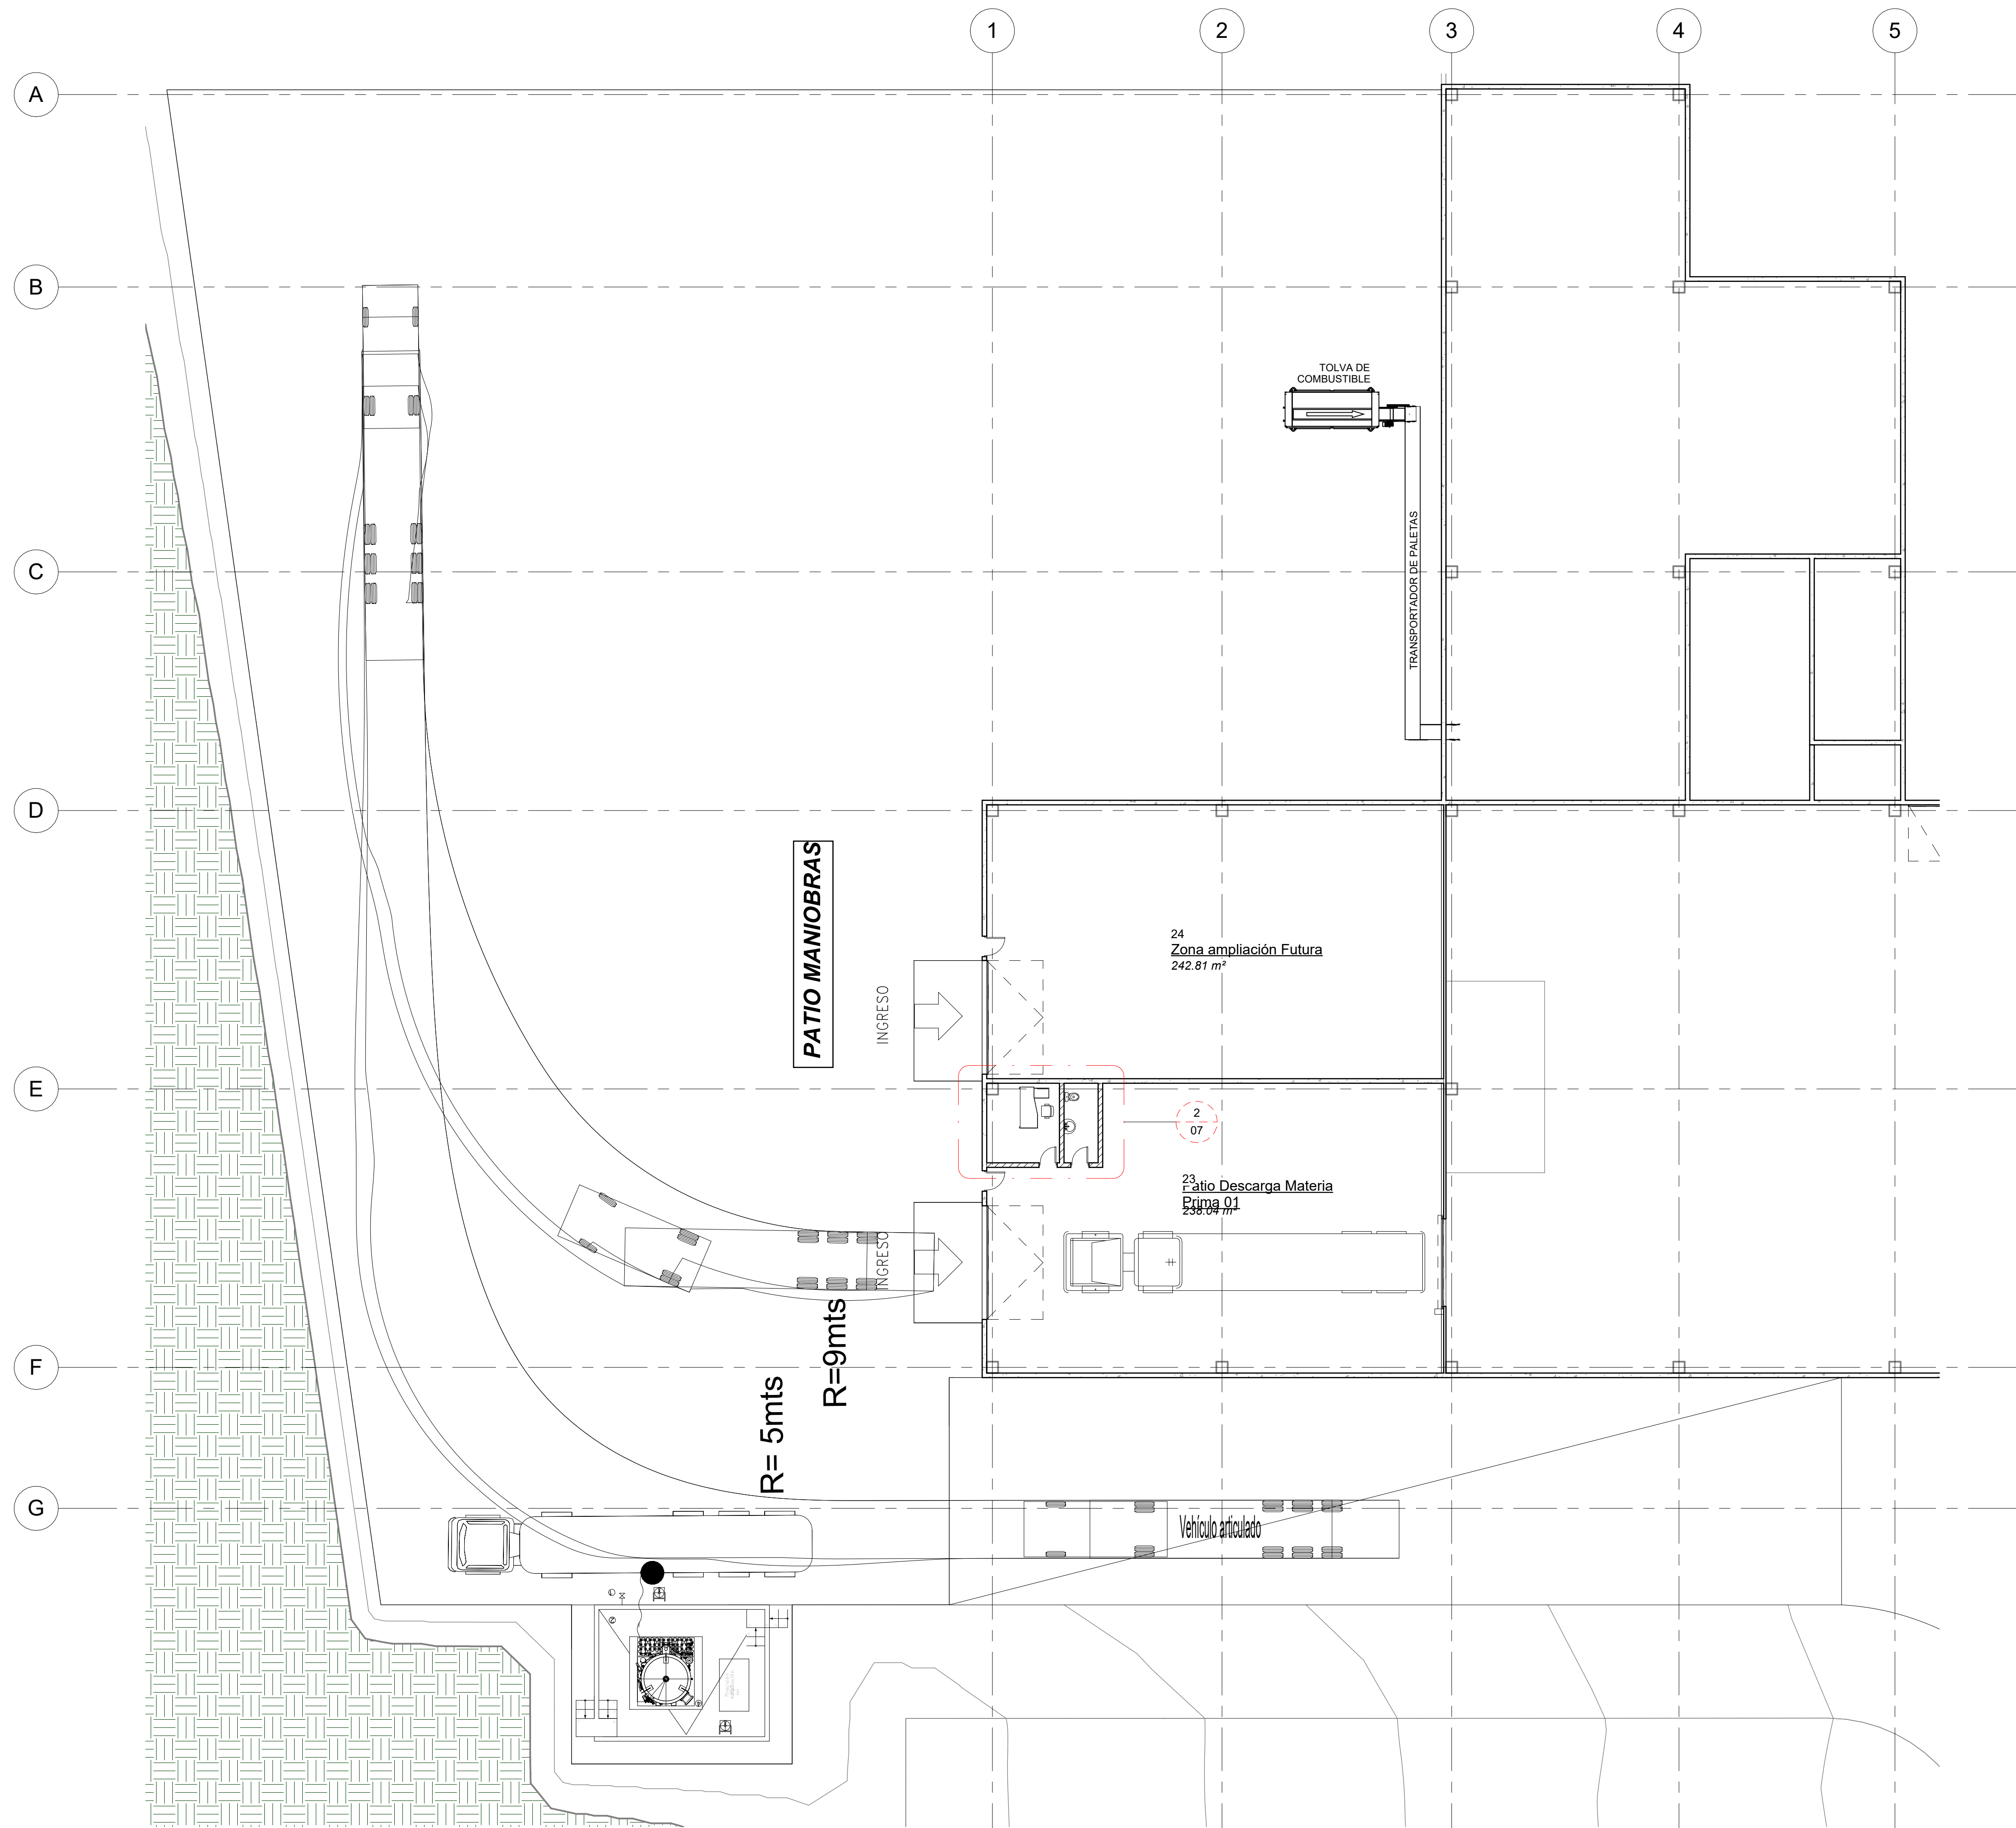 1
2
3
4
5
A
B
C
D
E
F
G
TOLVA DE
COMBUSTIBLE
TRANSPORTADOR DE PALETAS
PATIO MANIOBRAS
24
Zona ampliación Futura
242.81 m²
INGRESO
2
07
23
Patio Descarga Materia
Prima 01
238.04 m²
INGRESO
R=9mts
R= 5mts
Vehículo articulado